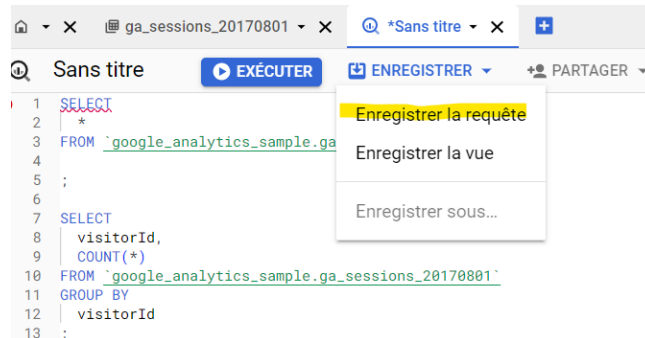 ga_sessions_20170801
*Sans titre
Sans titre
EXÉCUTER
ENREGISTRER
PARTAGER
Enregistrer la requête
Enregistrer la vue
Enregistrer sous...
1 SELECT
2 *
3 FROM `google_analytics_sample.ga
4
5 ;
6
7 SELECT
8 visitorId,
9 COUNT(*)
10 FROM `google_analytics_sample.ga_sessions_20170801`
11 GROUP BY
12 visitorId
13 ;